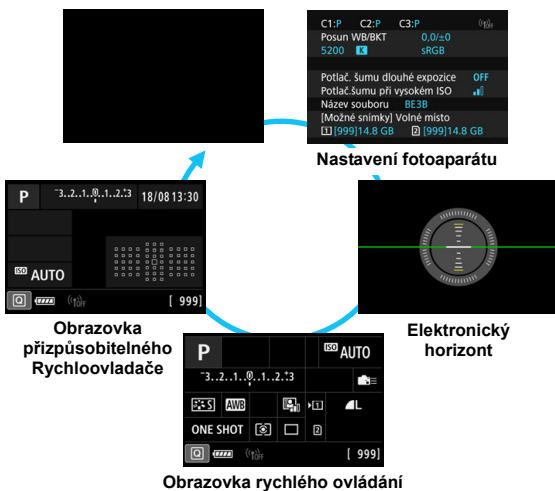 C1:P C2:P C3:P OFF
Posun WB/BKT 0,0/±0
5200 K sRGB
Potlač. šumu dlouhé expozice OFF
Potlač.šumu při vysokém ISO
Název souboru BE3B
[Možné snímky] Volné místo
1 [999]14.8 GB 2 [999]14.8 GB
Nastavení fotoaparátu
P -3..2..1..0..1..2..+3 18/08 13:30
ISO AUTO
Q OFF [ 999]
Obrazovka
přizpůsobitelného
Rychloovladače
Elektronický
horizont
P ISO AUTO
-3..2..1..0..1..2..+3
S AWB 1 L
ONE SHOT 2
Q OFF [ 999]
Obrazovka rychlého ovládání